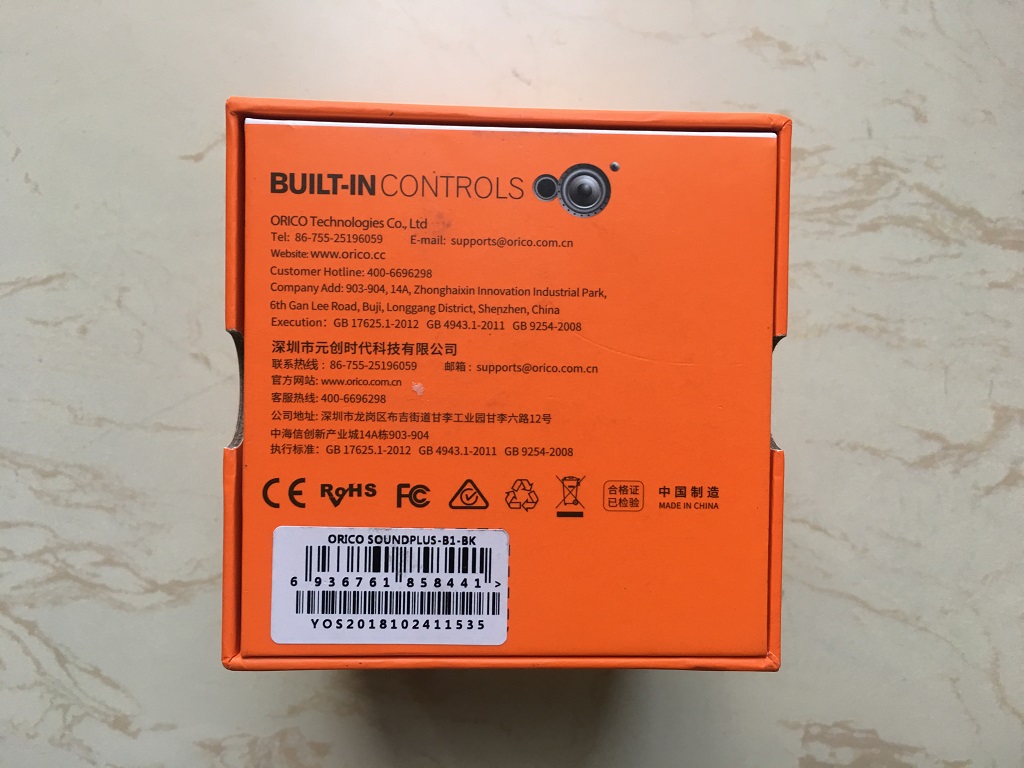 BUILT-IN CONTROLS
ORICO Technologies Co., Ltd
Tel: 86-755-25196059 E-mail: supports@orico.com.cn
Website: www.orico.cc
Customer Hotline: 400-6696298
Company Add: 903-904, 14A, Zhonghaixin Innovation Industrial Park,
6th Gan Lee Road, Buji, Longgang District, Shenzhen, China
Execution: GB 17625.1-2012 GB 4943.1-2011 GB 9254-2008
深圳市元创时代科技有限公司
联系热线: 86-755-25196059 邮箱: supports@orico.com.cn
官方网站: www.orico.com.cn
客服热线: 400-6696298
公司地址: 深圳市龙岗区布吉街道甘李工业园甘李六路12号
中海信创新产业城14A栋903-904
执行标准: GB 17625.1-2012 GB 4943.1-2011 GB 9254-2008
CE RoHS FC 合格证 中国制造
已检验 MADE IN CHINA
ORICO SOUNDPLUS-B1-BK
6 936761 858441 >
YOS2018102411535